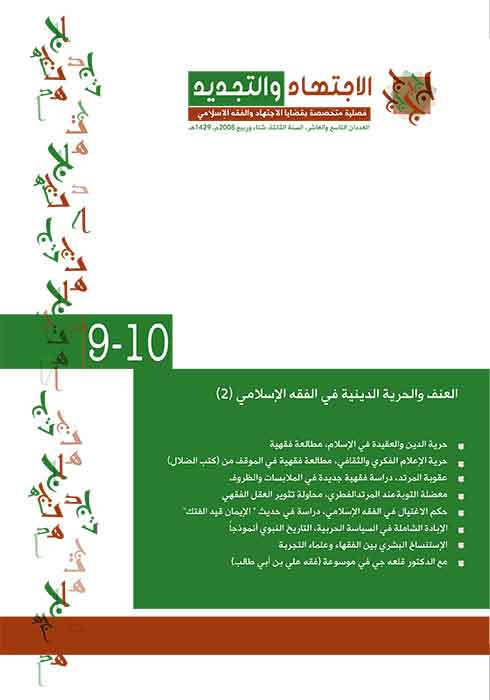 الاجتهاد والتجديد
فصلية متخصصة بقضايا الاجتهاد والفقه الإسلامي
العددان التاسع والعاشر، السنة الثالثة، شتاء وربيع 2008م، 1429هـ
9-10
العنف والحرية الدينية في الفقه الإسلامي (2)
حرية الدين والعقيدة في الإسلام، مطالعة فقهية
حرية الإعلام الفكري والثقافي، مطالعة فقهية في الموقف من (كتب الضلال)
عقوبة المرتد، دراسة فقهية جديدة في الملابسات والظروف
معضلة التوبة عند المرتد الفطري، محاولة تثوير العقل الفقهي
حكم الاغتيال في الفقه الإسلامي، دراسة في حديث " الإيمان قيد الفتك"
الإبادة الشاملة في السياسة الحربية، التاريخ النبوي أنموذجاً
الإستنساخ البشري بين الفقهاء وعلماء التجربة
مع الدكتور قلعه جي في موسوعة (فقه علي بن أبي طالب)